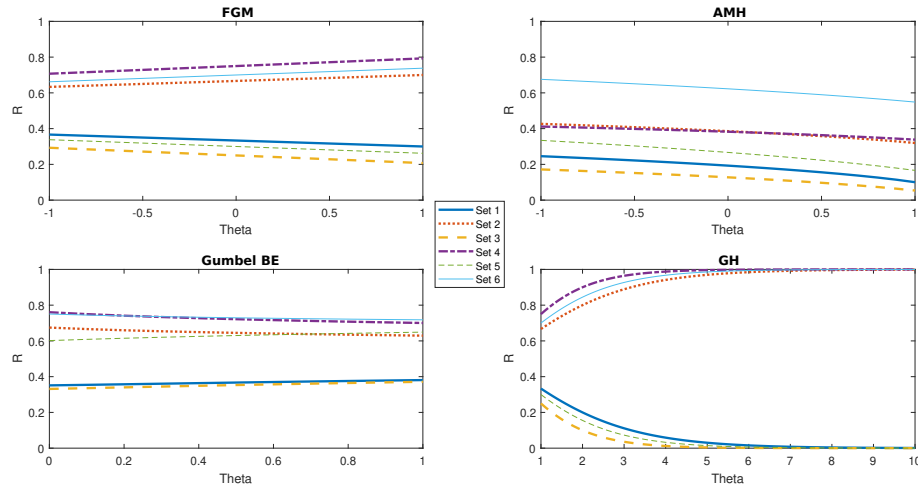 FGM
1
0.8
0.6
0.4
0.2
0
R
-1 -0.5 0 0.5 1
Theta
AMH
1
0.8
0.6
0.4
0.2
0
R
-1 -0.5 0 0.5 1
Theta
Set 1
Set 2
Set 3
Set 4
Set 5
Set 6
Gumbel BE
1
0.8
0.6
0.4
0.2
0
R
0 0.2 0.4 0.6 0.8 1
Theta
GH
1
0.8
0.6
0.4
0.2
0
R
1 2 3 4 5 6 7 8 9 10
Theta